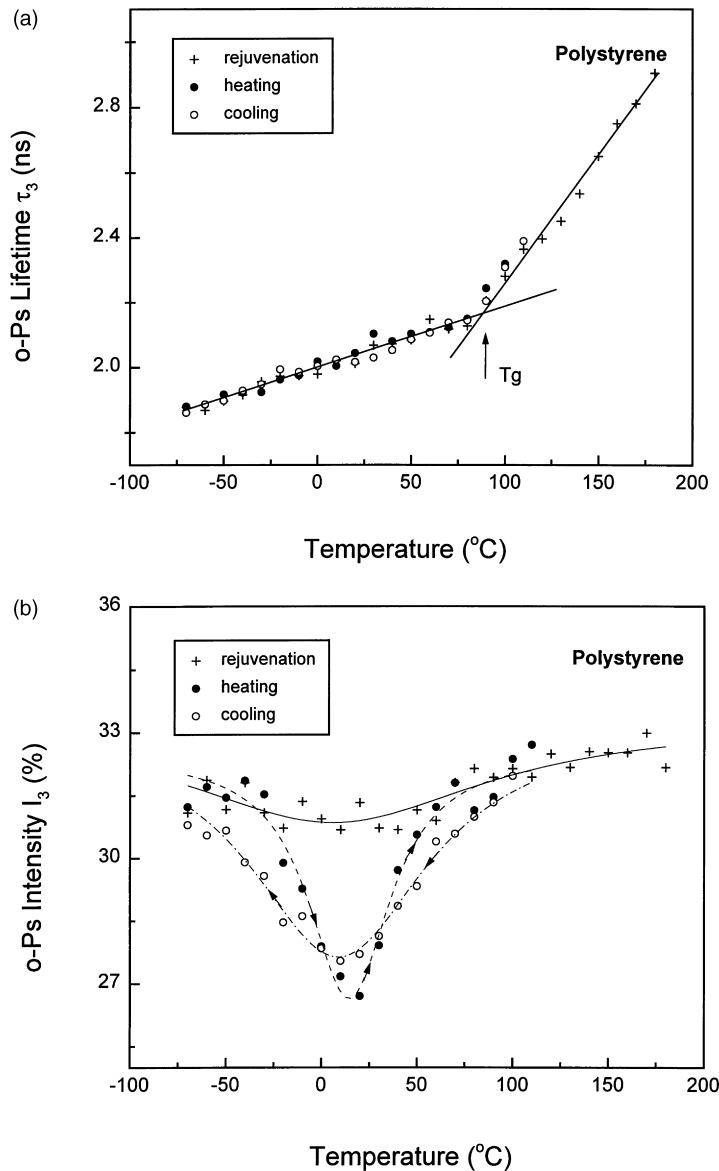 (a)
rejuvenation
heating
cooling
Polystyrene
2.8
2.4
2.0
o-Ps Lifetime τ₃ (ns)
Tg
-100 -50 0 50 100 150 200
Temperature (°C)
(b)
36
rejuvenation
heating
cooling
Polystyrene
33
30
27
o-Ps Intensity I₃ (%)
-100 -50 0 50 100 150 200
Temperature (°C)